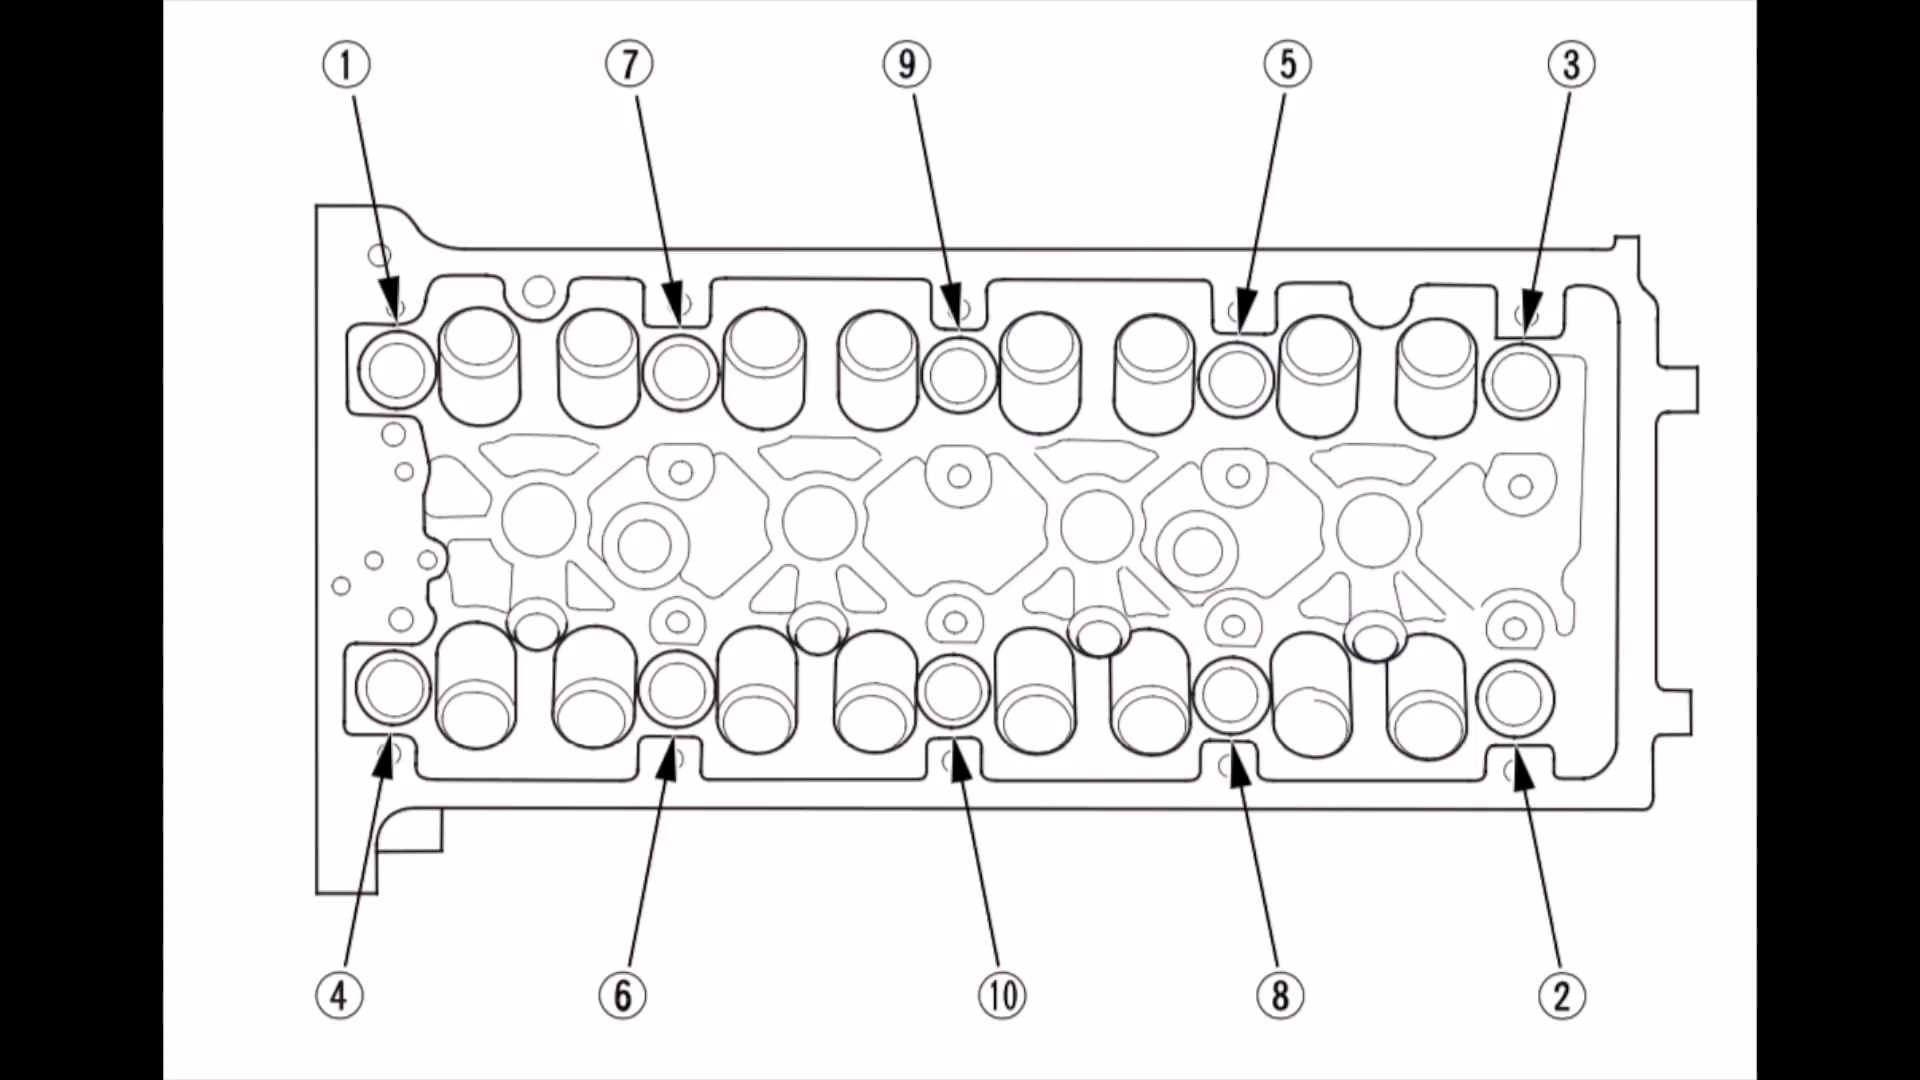 ① ⑦ ⑨ ⑤ ③
④ ⑥ ⑩ ⑧ ②